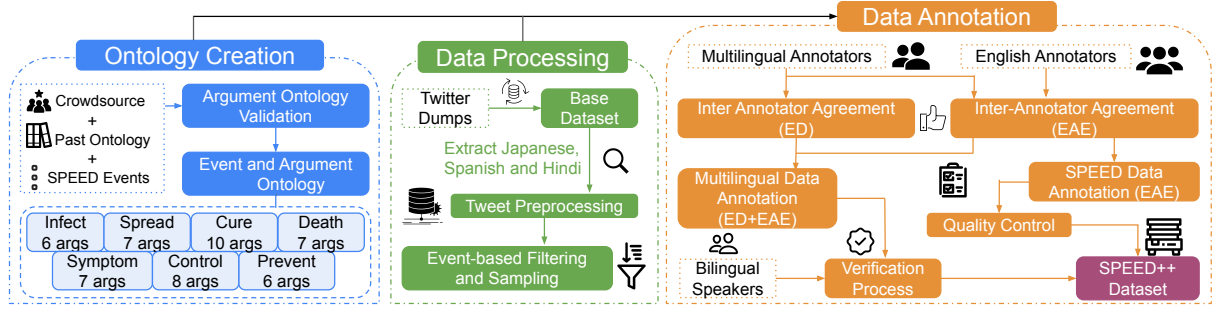 Ontology Creation
Crowdsource
+
Past Ontology
+
SPEED Events
Argument Ontology
Validation
Event and Argument
Ontology
Infect
6 args
Spread
7 args
Cure
10 args
Death
7 args
Symptom
7 args
Control
8 args
Prevent
6 args
Data Processing
Twitter
Dumps
Base
Dataset
Extract Japanese,
Spanish and Hindi
Tweet Preprocessing
Event-based Filtering
and Sampling
Data Annotation
Multilingual Annotators
English Annotators
Inter Annotator Agreement
(ED)
Inter-Annotator Agreement
(EAE)
Multilingual Data
Annotation
(ED+EAE)
SPEED Data
Annotation (EAE)
Quality Control
Bilingual
Speakers
Verification
Process
SPEED++
Dataset